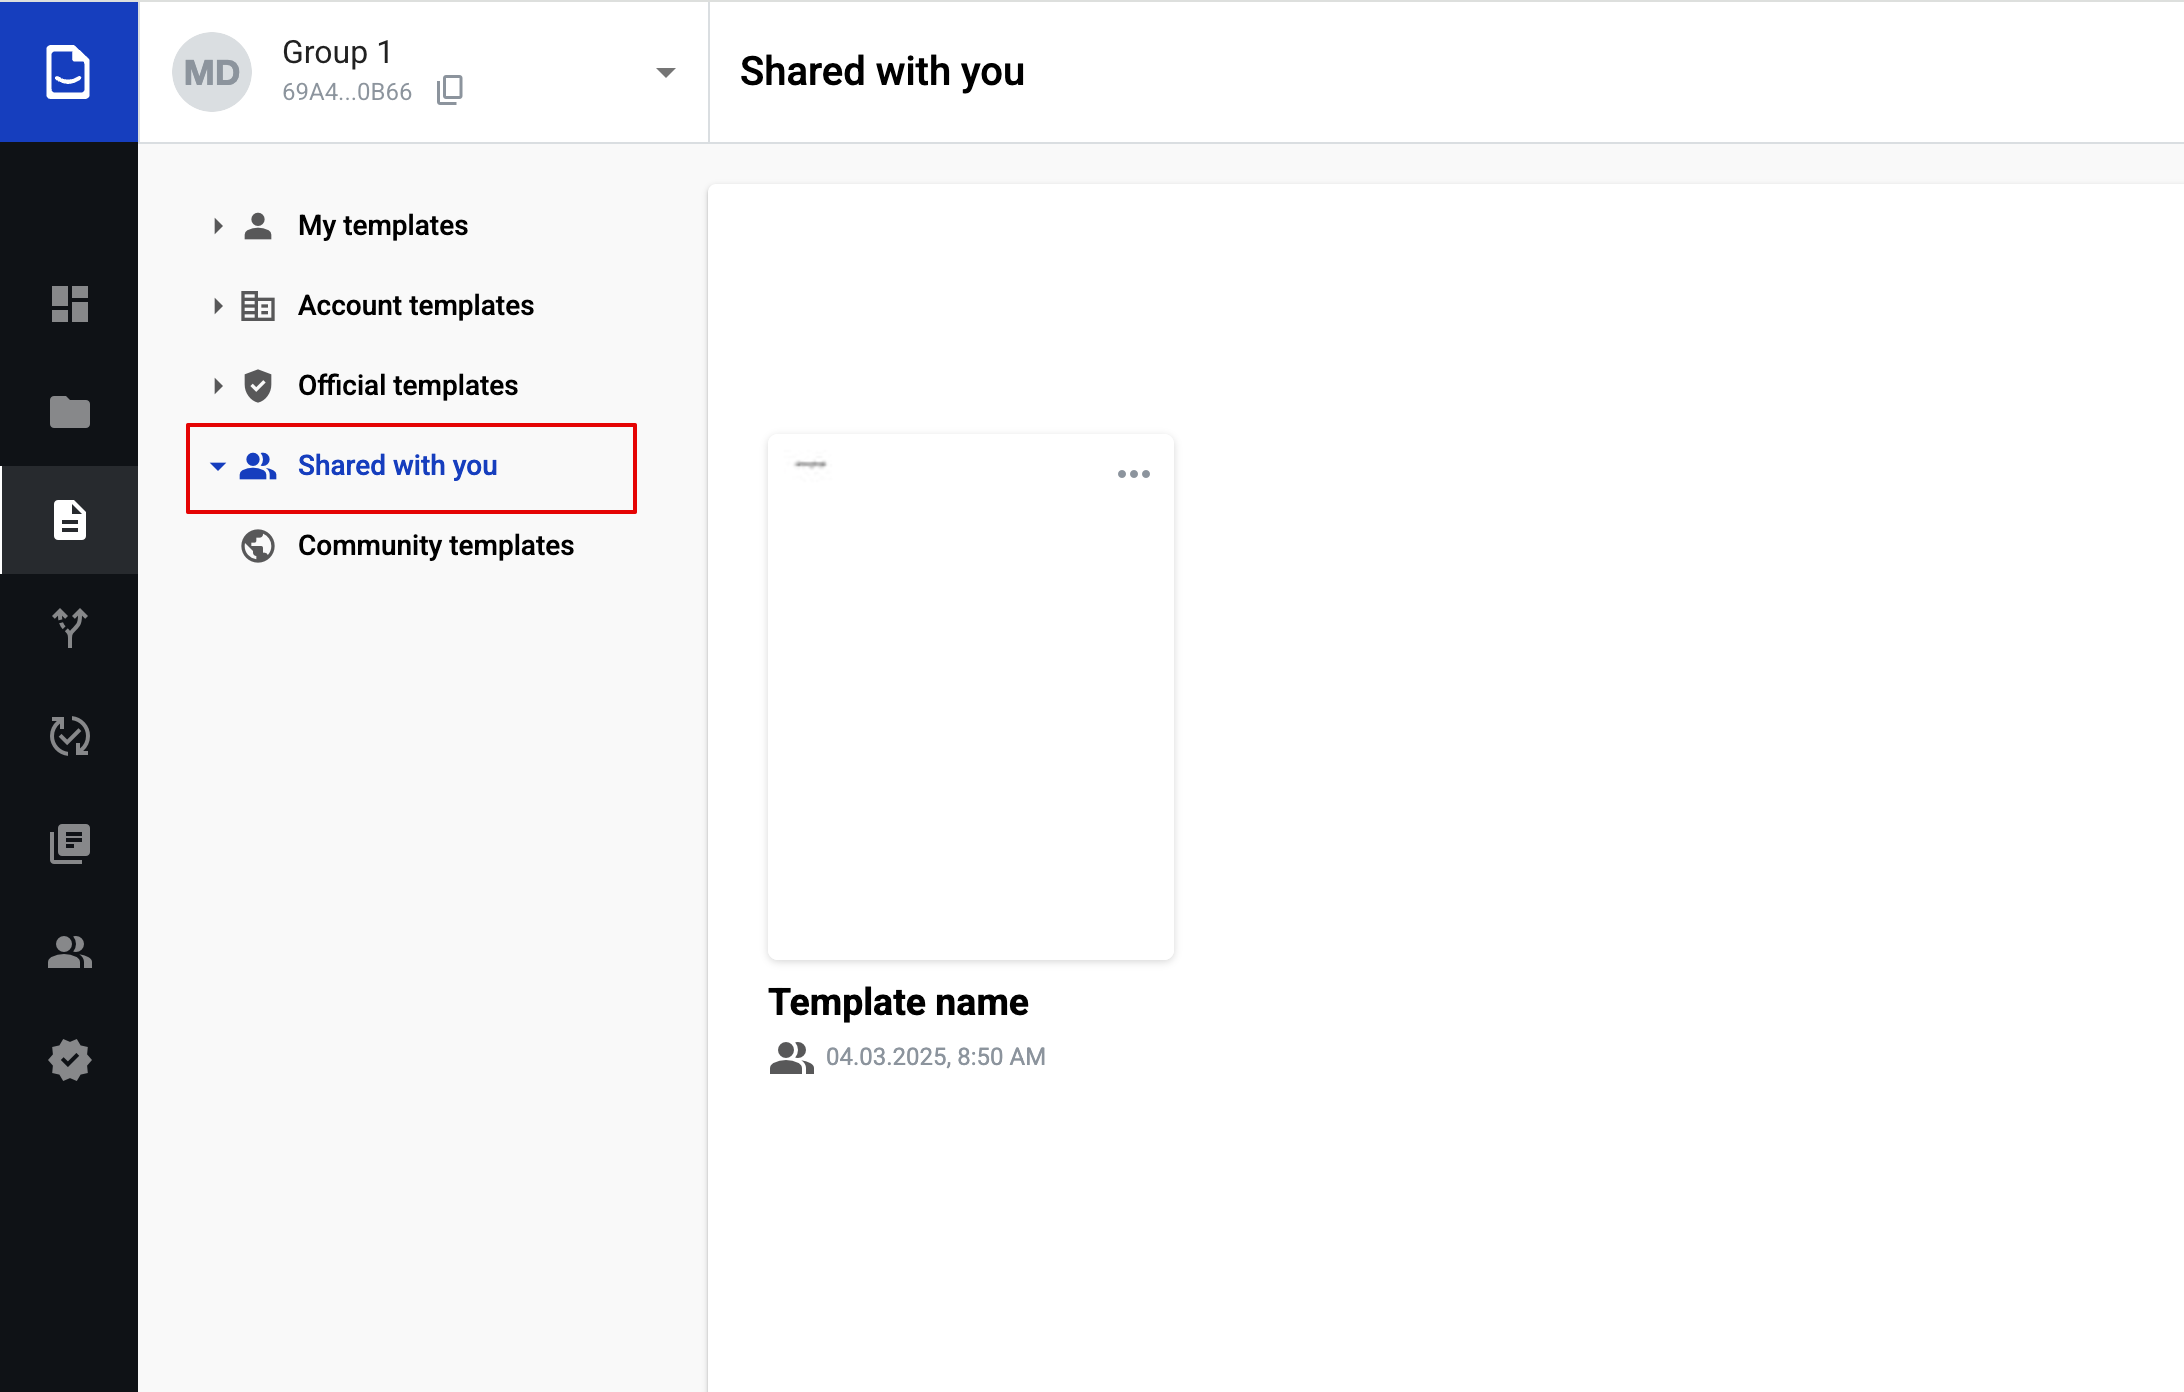 MD
Group 1
69A4...0B66
Shared with you
My templates
Account templates
Official templates
Shared with you
Community templates
Template name
04.03.2025, 8:50 AM